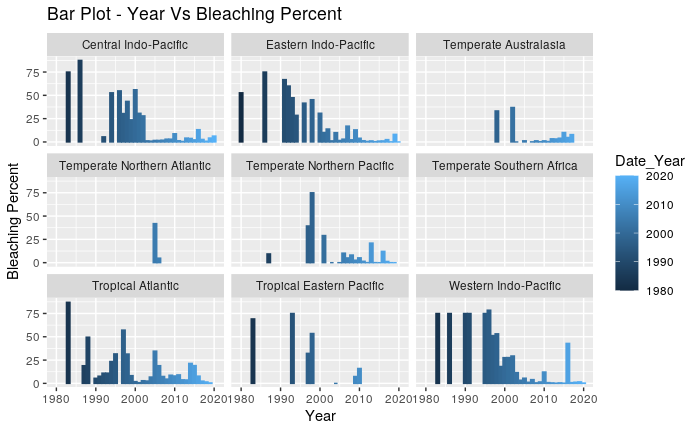 Bar Plot - Year Vs Bleaching Percent
Central Indo-Pacific
Eastern Indo-Pacific
Temperate Australasia
75
50
25
0
Temperate Northern Atlantic
Temperate Northern Pacific
Temperate Southern Africa
75
50
25
0
Tropical Atlantic
Tropical Eastern Pacific
Western Indo-Pacific
75
50
25
0
1980 1990 2000 2010 2020
1980 1990 2000 2010 2020
1980 1990 2000 2010 2020
Year
Bleaching Percent
Date_Year
2020
2010
2000
1990
1980